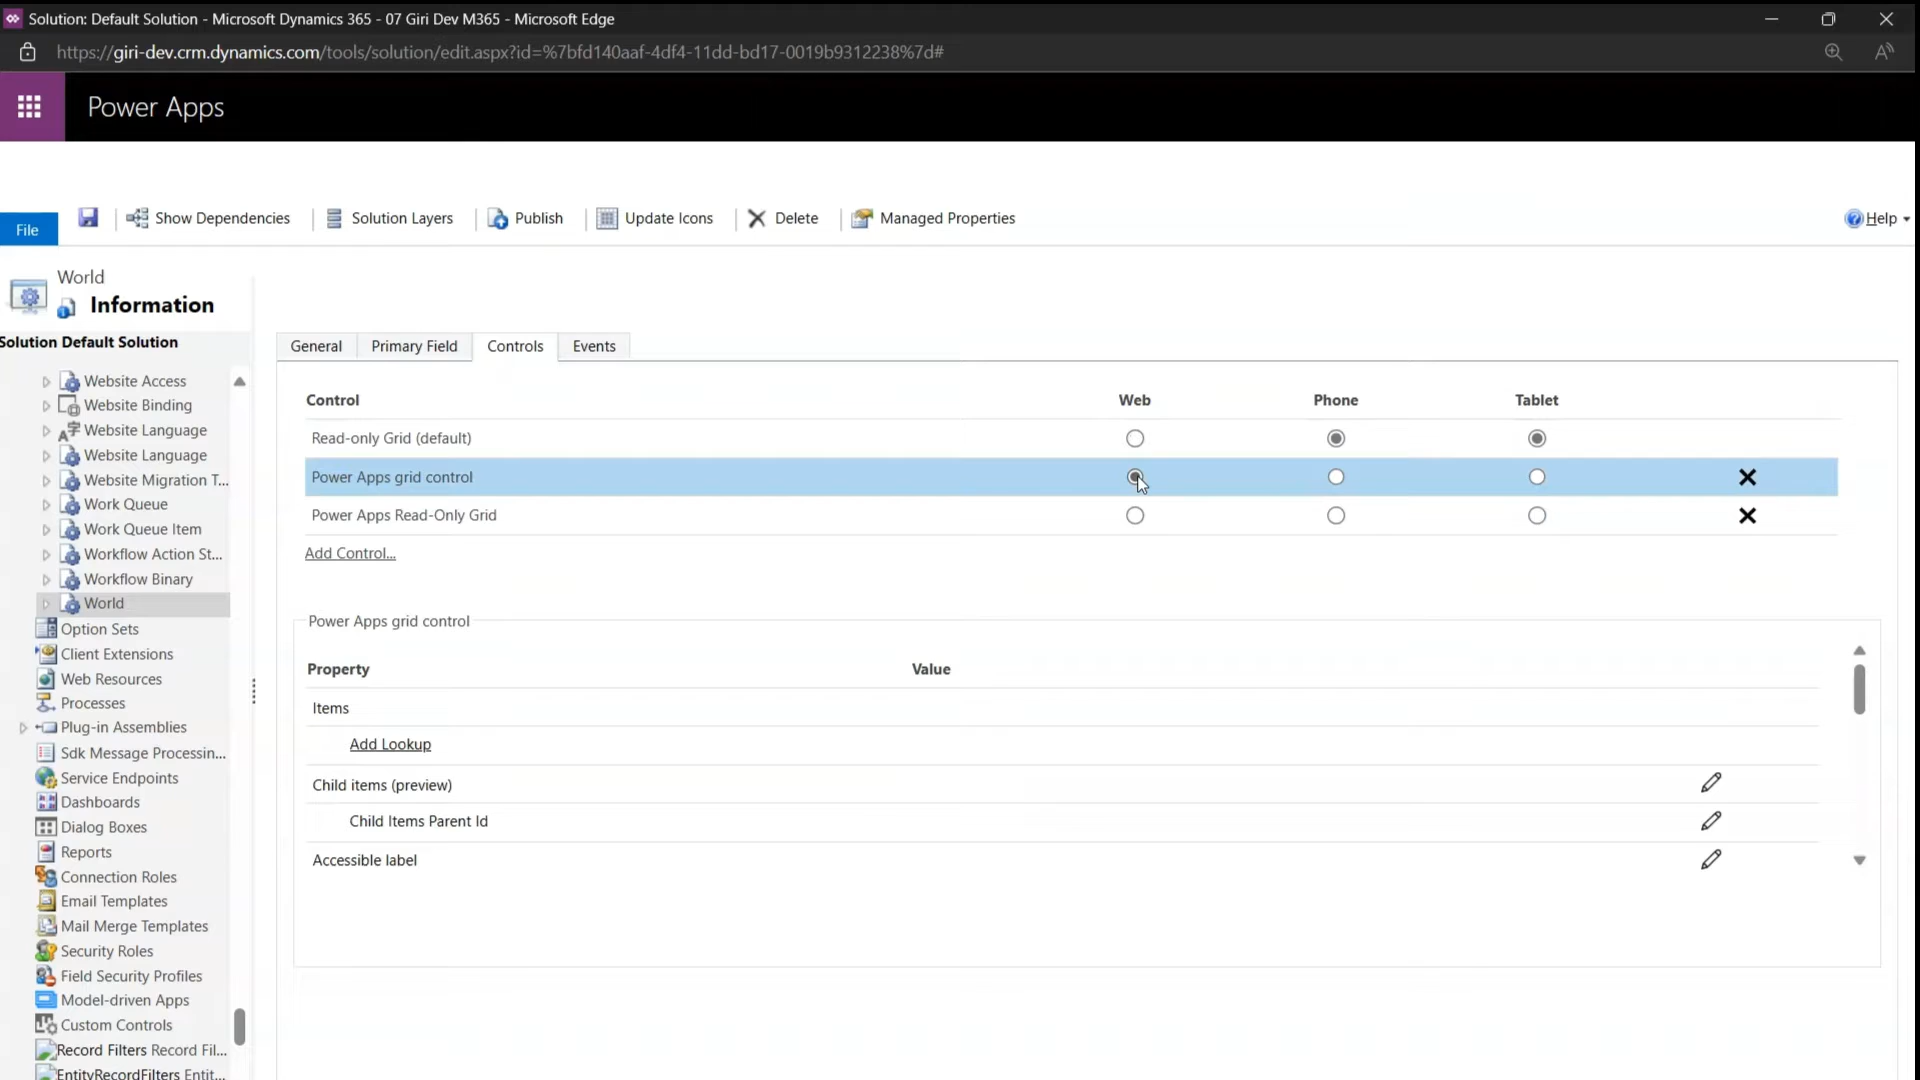 Solution: Default Solution - Microsoft Dynamics 365 - 07 Giri Dev M365 - Microsoft Edge
https://giri-dev.crm.dynamics.com/tools/solution/edit.aspx?id=%7bfd140aaf-4df4-11dd-bd17-0019b9312238%7d#
Power Apps
File
Show Dependencies
Solution Layers
Publish
Update Icons
Delete
Managed Properties
Help
World
Information
Solution Default Solution
Website Access
Website Binding
Website Language
Website Language
Website Migration T...
Work Queue
Work Queue Item
Workflow Action St...
Workflow Binary
World
Option Sets
Client Extensions
Web Resources
Processes
Plug-in Assemblies
Sdk Message Processin...
Service Endpoints
Dashboards
Dialog Boxes
Reports
Connection Roles
Email Templates
Mail Merge Templates
Security Roles
Field Security Profiles
Model-driven Apps
Custom Controls
Record Filters Record Fil...
EntityRecordFilters Entit...
General Primary Field Controls Events
Control Web Phone Tablet
Read-only Grid (default)
Power Apps grid control
Power Apps Read-Only Grid
Add Control...
Power Apps grid control
Property Value
Items
Add Lookup
Child items (preview)
Child Items Parent Id
Accessible label